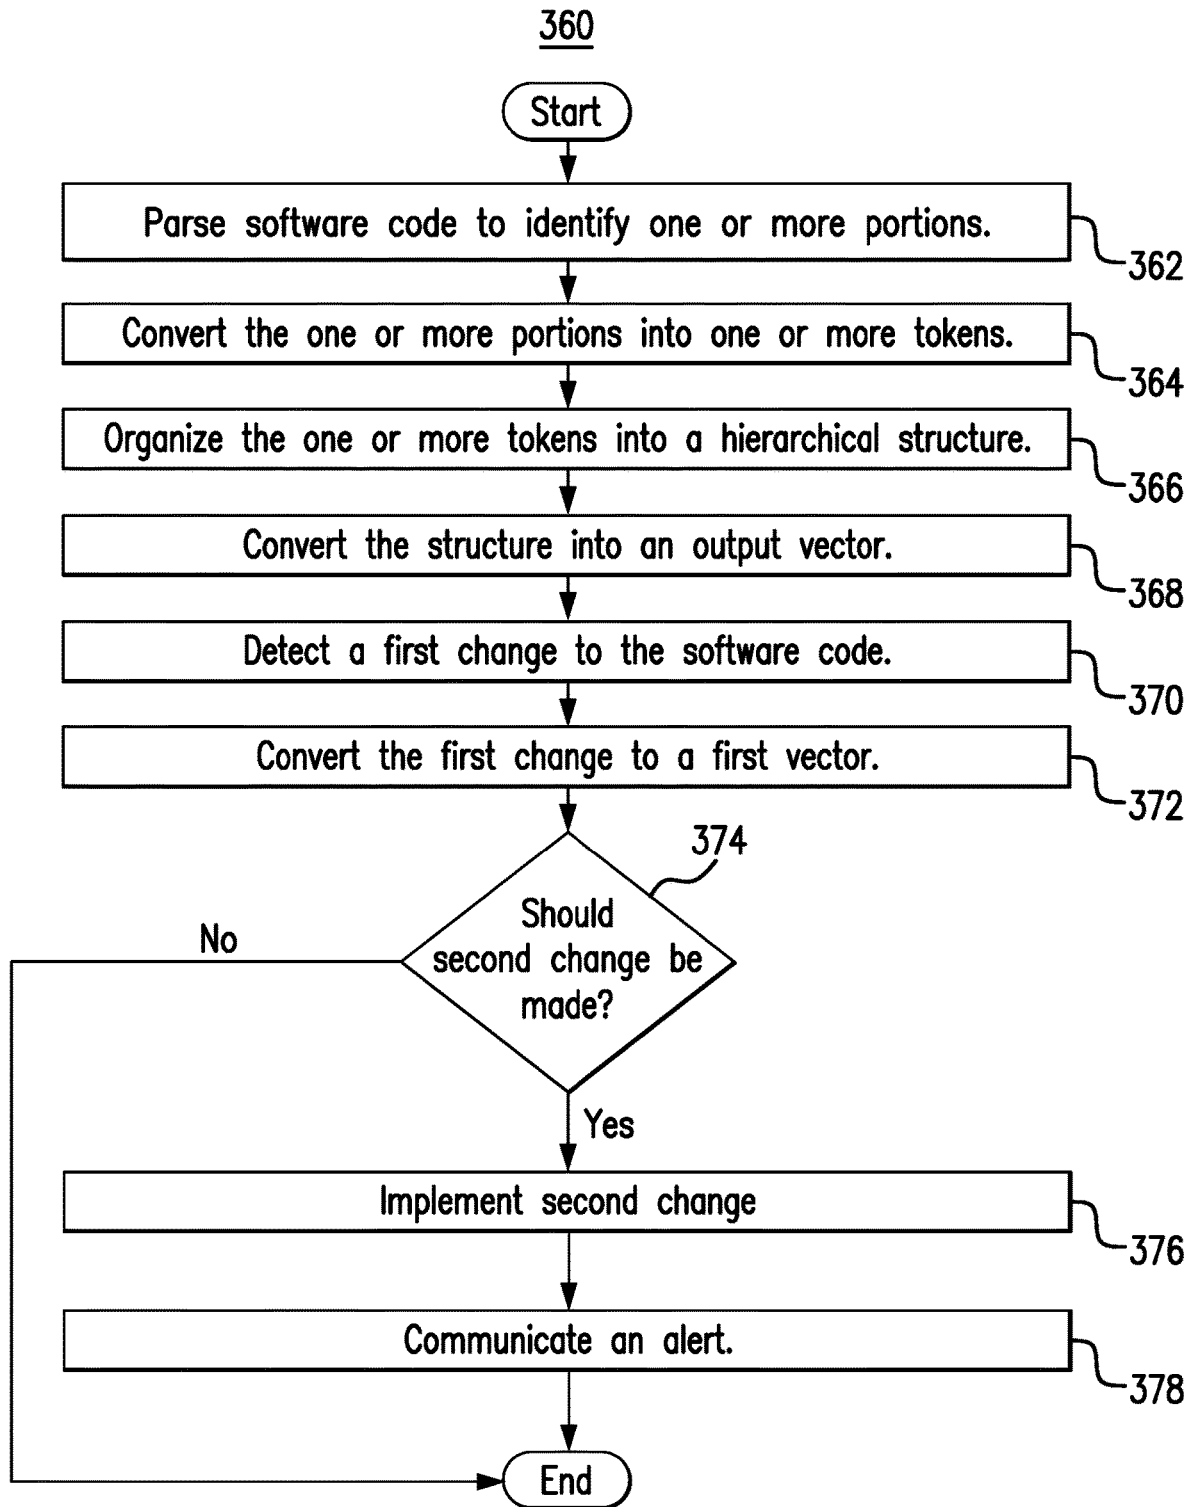 360
Start
Parse software code to identify one or more portions.
362
Convert the one or more portions into one or more tokens.
364
Organize the one or more tokens into a hierarchical structure.
366
Convert the structure into an output vector.
368
Detect a first change to the software code.
370
Convert the first change to a first vector.
372
374
Should
second change be
made?
No
Yes
Implement second change
376
Communicate an alert.
378
End